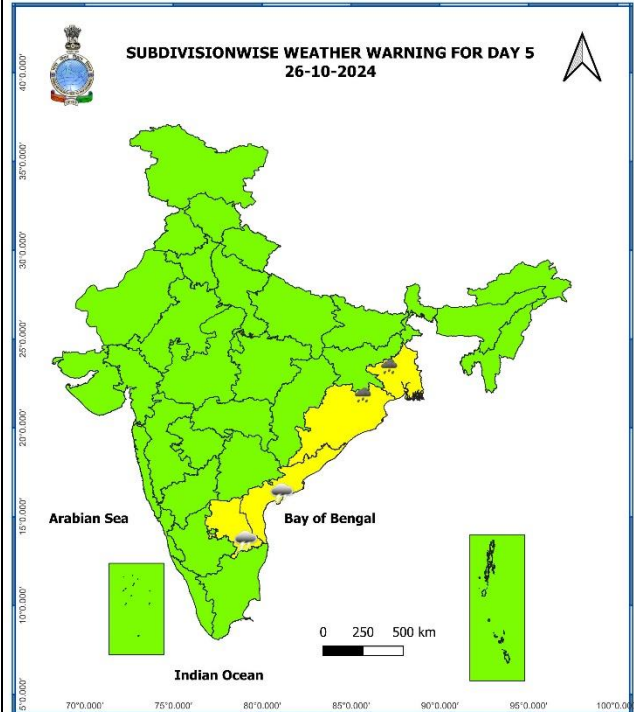 SUBDIVISIONWISE WEATHER WARNING FOR DAY 5
26-10-2024
40°0.000'
35°0.000'
30°0.000'
25°0.000'
20°0.000'
15°0.000'
10°0.000'
5°0.000'
Arabian Sea
Bay of Bengal
0 250 500 km
Indian Ocean
70°0.000' 75°0.000' 80°0.000' 85°0.000' 90°0.000' 95°0.000' 100°0.0